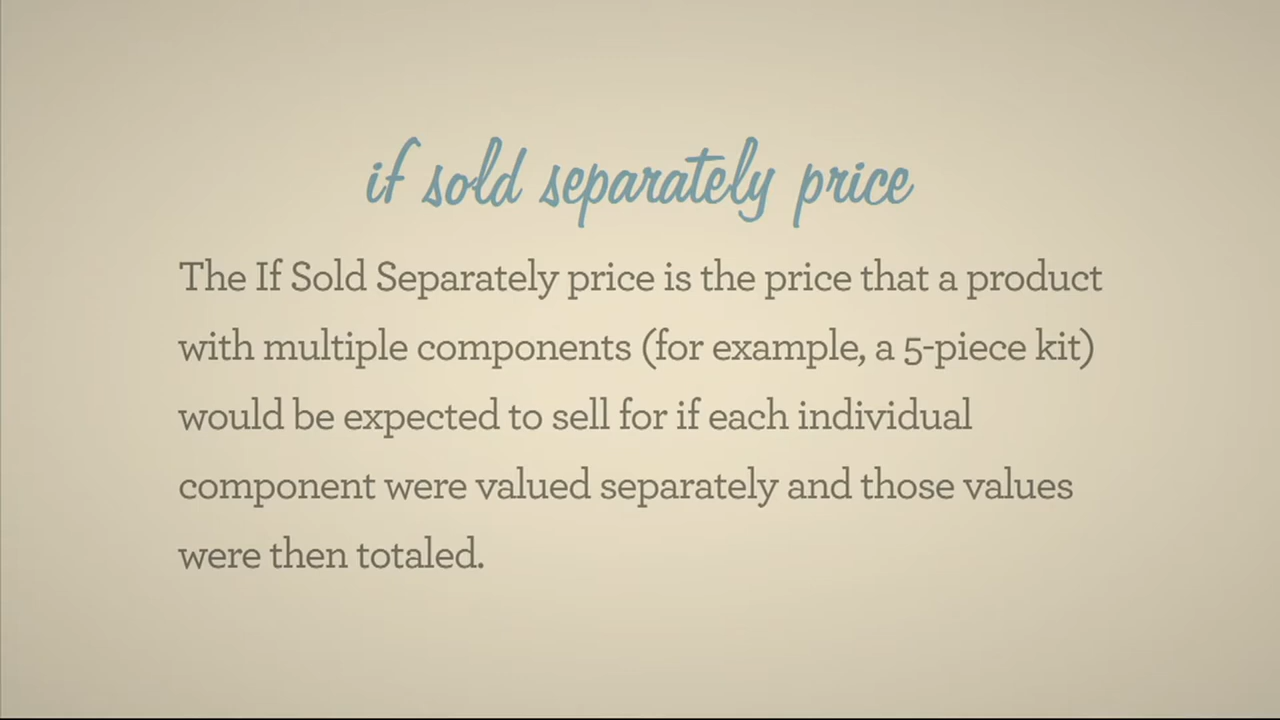 if sold separately price
The If Sold Separately price is the price that a product
with multiple components (for example, a 5-piece kit)
would be expected to sell for if each individual
component were valued separately and those values
were then totaled.